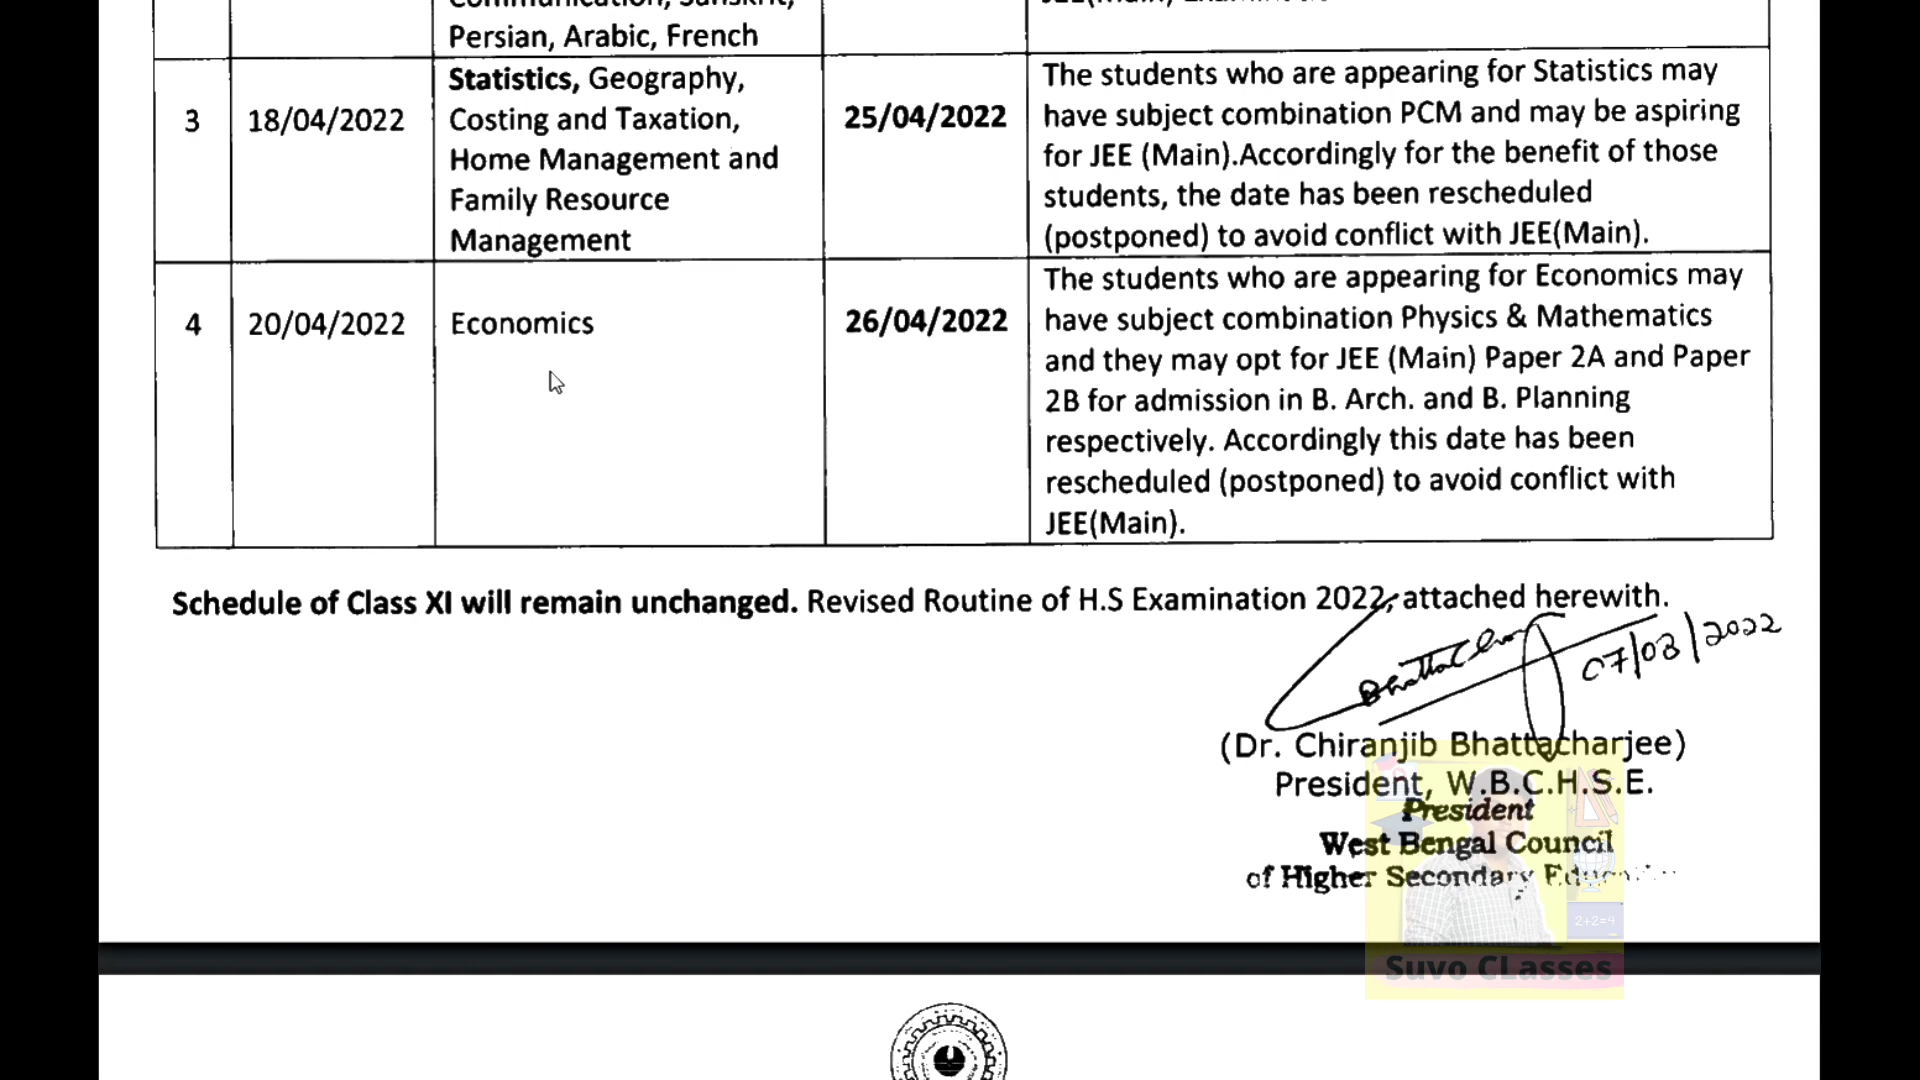 Persian, Arabic, French
3
18/04/2022
Statistics, Geography,
Costing and Taxation,
Home Management and
Family Resource
Management
25/04/2022
The students who are appearing for Statistics may
have subject combination PCM and may be aspiring
for JEE (Main).Accordingly for the benefit of those
students, the date has been rescheduled
(postponed) to avoid conflict with JEE(Main).
4
20/04/2022
Economics
26/04/2022
The students who are appearing for Economics may
have subject combination Physics & Mathematics
and they may opt for JEE (Main) Paper 2A and Paper
2B for admission in B. Arch. and B. Planning
respectively. Accordingly this date has been
rescheduled (postponed) to avoid conflict with
JEE(Main).
Schedule of Class XI will remain unchanged. Revised Routine of H.S Examination 2022, attached herewith.
07/03/2022
(Dr. Chiranjib Bhattacharjee)
President, W.B.C.H.S.E.
President
West Bengal Council
of Higher Secondary
2+2=4
Suvo CLasses